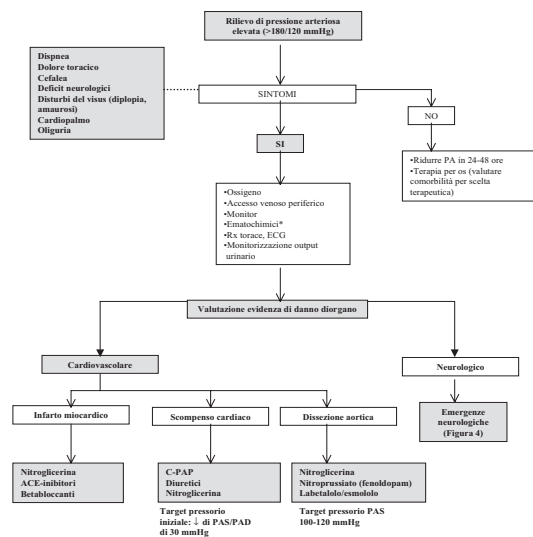 Rilievo di pressione arteriosa
elevata (>180/120 mmHg)
Dispnea
Dolore toracico
Cefalea
Deficit neurologici
Disturbi del visus (diplopia,
amaurosi)
Cardiopalmo
Oliguria
SINTOMI
NO
SI
•Ridurre PA in 24-48 ore
•Terapia per os (valutare
comorbilità per scelta
terapeutica)
•Ossigeno
•Accesso venoso periferico
•Monitor
•Ematochimici*
•Rx torace, ECG
•Monitorizzazione output
urinario
Valutazione evidenza di danno diorgano
Cardiovascolare
Neurologico
Infarto miocardico
Scompenso cardiaco
Dissezione aortica
Emergenze
neurologiche
(Figura 4)
Nitroglicerina
ACE-inibitori
Betabloccanti
C-PAP
Diuretici
Nitroglicerina
Nitroglicerina
Nitroprussiato (fenoldopam)
Labetalolo/esmololo
Target pressorio
iniziale: ↓ di PAS/PAD
di 30 mmHg
Target pressorio PAS
100-120 mmHg